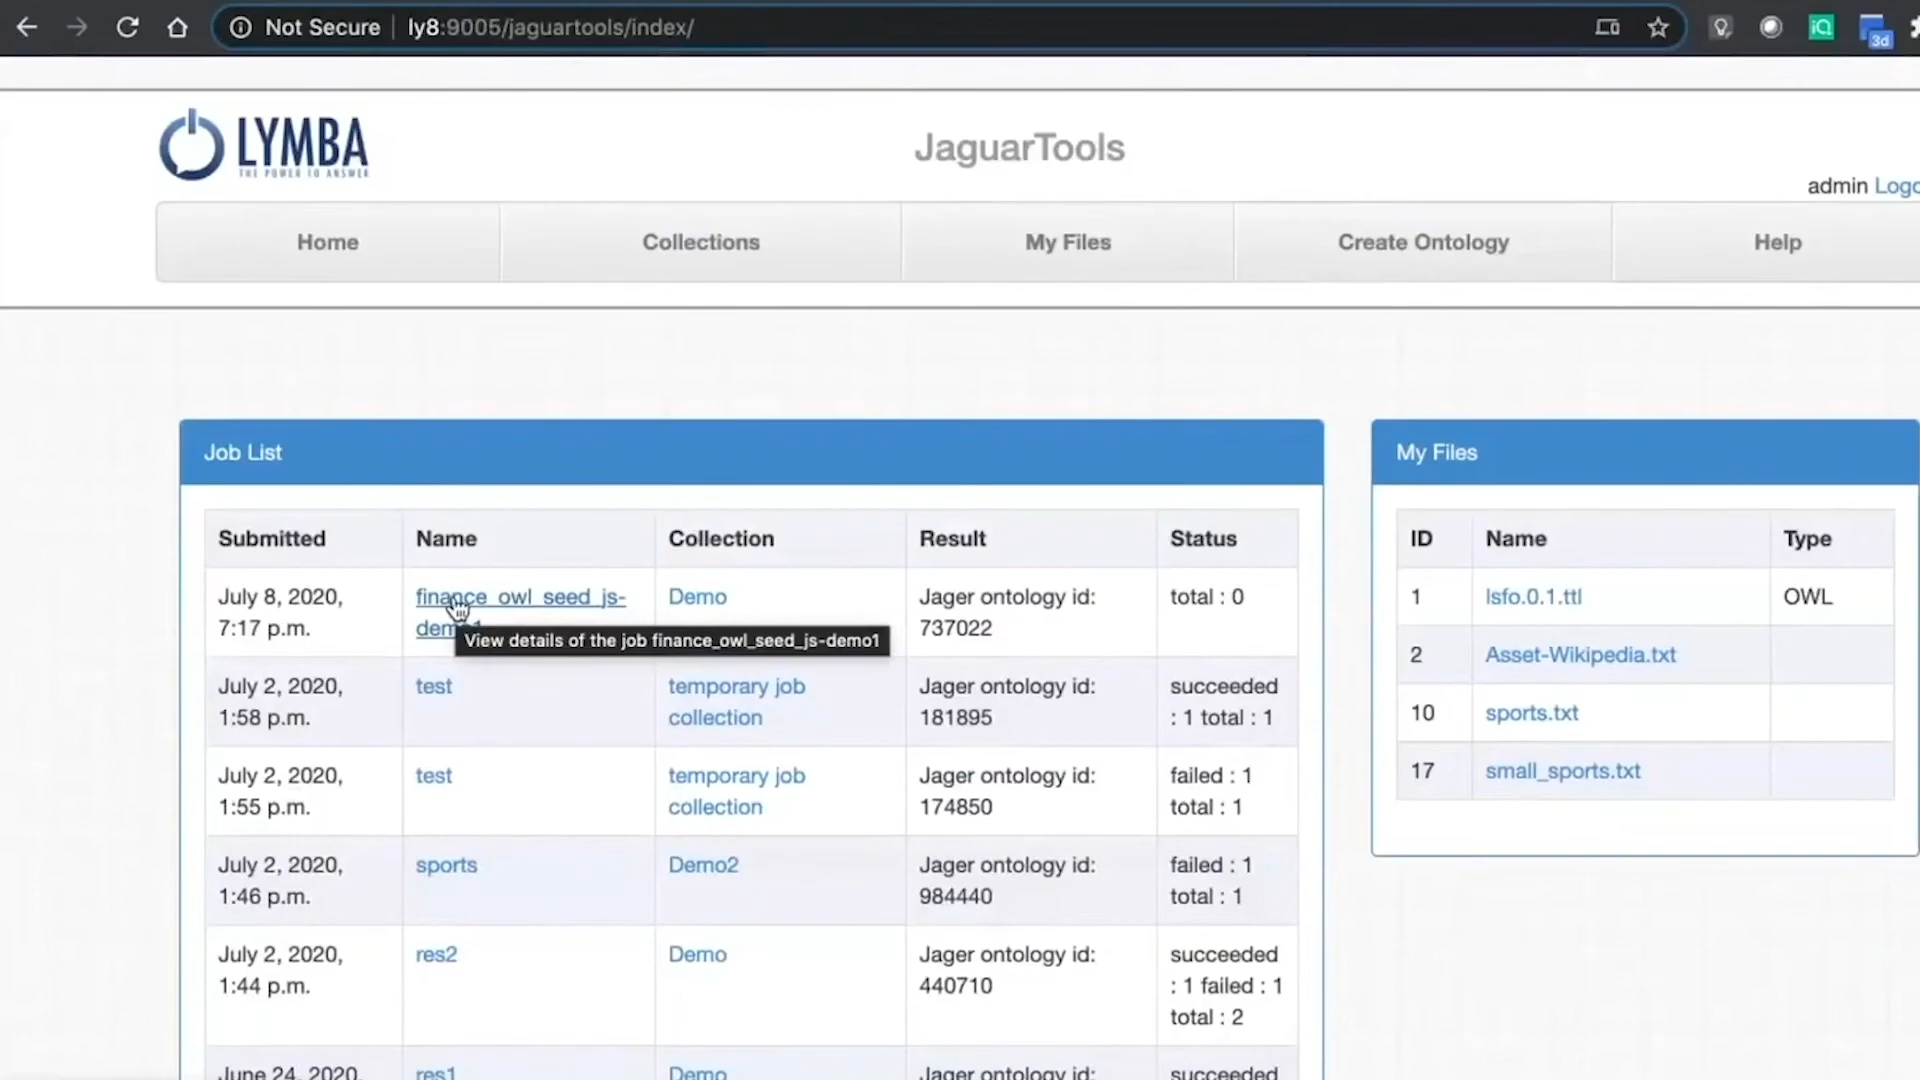 Not Secure | ly8:9005/jaguartools/index/
iQ
3d
LYMBA
THE POWER TO ANSWER
JaguarTools
admin Logo
Home
Collections
My Files
Create Ontology
Help
Job List
Submitted
Name
Collection
Result
Status
July 8, 2020,
7:17 p.m.
finance_owl_seed_js-
demo1
Demo
Jager ontology id:
737022
total : 0
View details of the job finance_owl_seed_js-demo1
July 2, 2020,
1:58 p.m.
test
temporary job
collection
Jager ontology id:
181895
succeeded
: 1 total : 1
July 2, 2020,
1:55 p.m.
test
temporary job
collection
Jager ontology id:
174850
failed : 1
total : 1
July 2, 2020,
1:46 p.m.
sports
Demo2
Jager ontology id:
984440
failed : 1
total : 1
July 2, 2020,
1:44 p.m.
res2
Demo
Jager ontology id:
440710
succeeded
: 1 failed : 1
total : 2
June 24, 2020,
res1
Demo
Jager ontology id:
succeeded
My Files
ID
Name
Type
1
lsfo.0.1.ttl
OWL
2
Asset-Wikipedia.txt
10
sports.txt
17
small_sports.txt